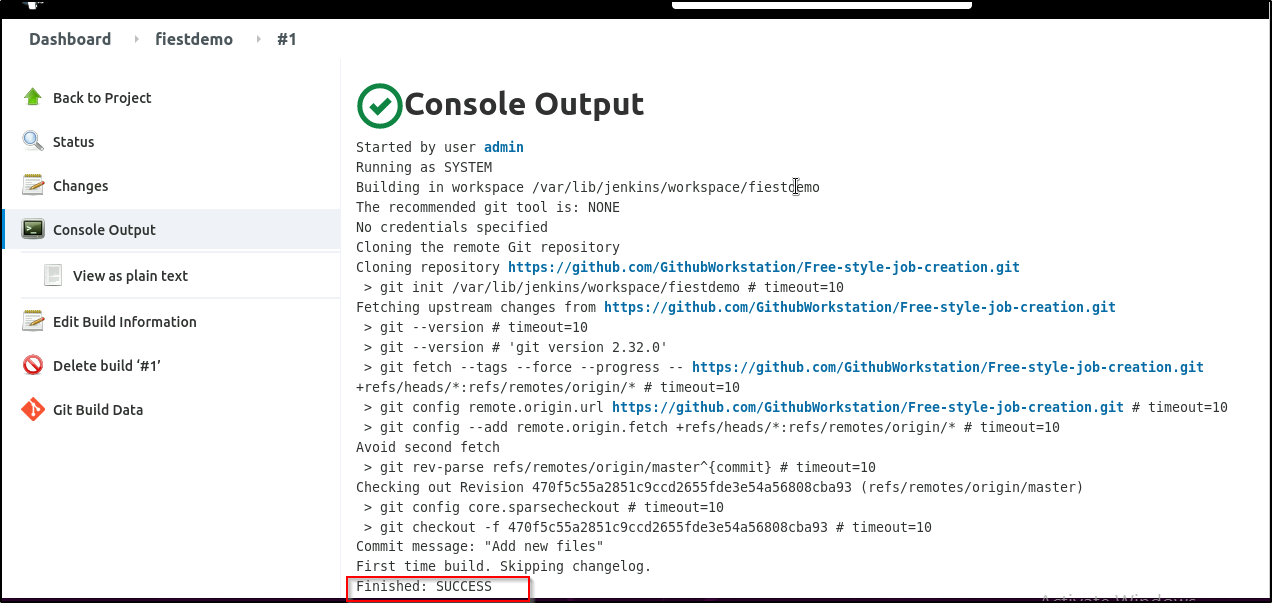 Dashboard fiestdemo #1
Back to Project
Status
Changes
Console Output
View as plain text
Edit Build Information
Delete build ‘#1’
Git Build Data
Console Output
Started by user admin
Running as SYSTEM
Building in workspace /var/lib/jenkins/workspace/fiestdemo
The recommended git tool is: NONE
No credentials specified
Cloning the remote Git repository
Cloning repository https://github.com/GithubWorkstation/Free-style-job-creation.git
> git init /var/lib/jenkins/workspace/fiestdemo # timeout=10
Fetching upstream changes from https://github.com/GithubWorkstation/Free-style-job-creation.git
> git --version # timeout=10
> git --version # 'git version 2.32.0'
> git fetch --tags --force --progress -- https://github.com/GithubWorkstation/Free-style-job-creation.git
+refs/heads/*:refs/remotes/origin/* # timeout=10
> git config remote.origin.url https://github.com/GithubWorkstation/Free-style-job-creation.git # timeout=10
> git config --add remote.origin.fetch +refs/heads/*:refs/remotes/origin/* # timeout=10
Avoid second fetch
> git rev-parse refs/remotes/origin/master^{commit} # timeout=10
Checking out Revision 470f5c55a2851c9ccd2655fde3e54a56808cba93 (refs/remotes/origin/master)
> git config core.sparsecheckout # timeout=10
> git checkout -f 470f5c55a2851c9ccd2655fde3e54a56808cba93 # timeout=10
Commit message: "Add new files"
First time build. Skipping changelog.
Finished: SUCCESS
Activate Windows